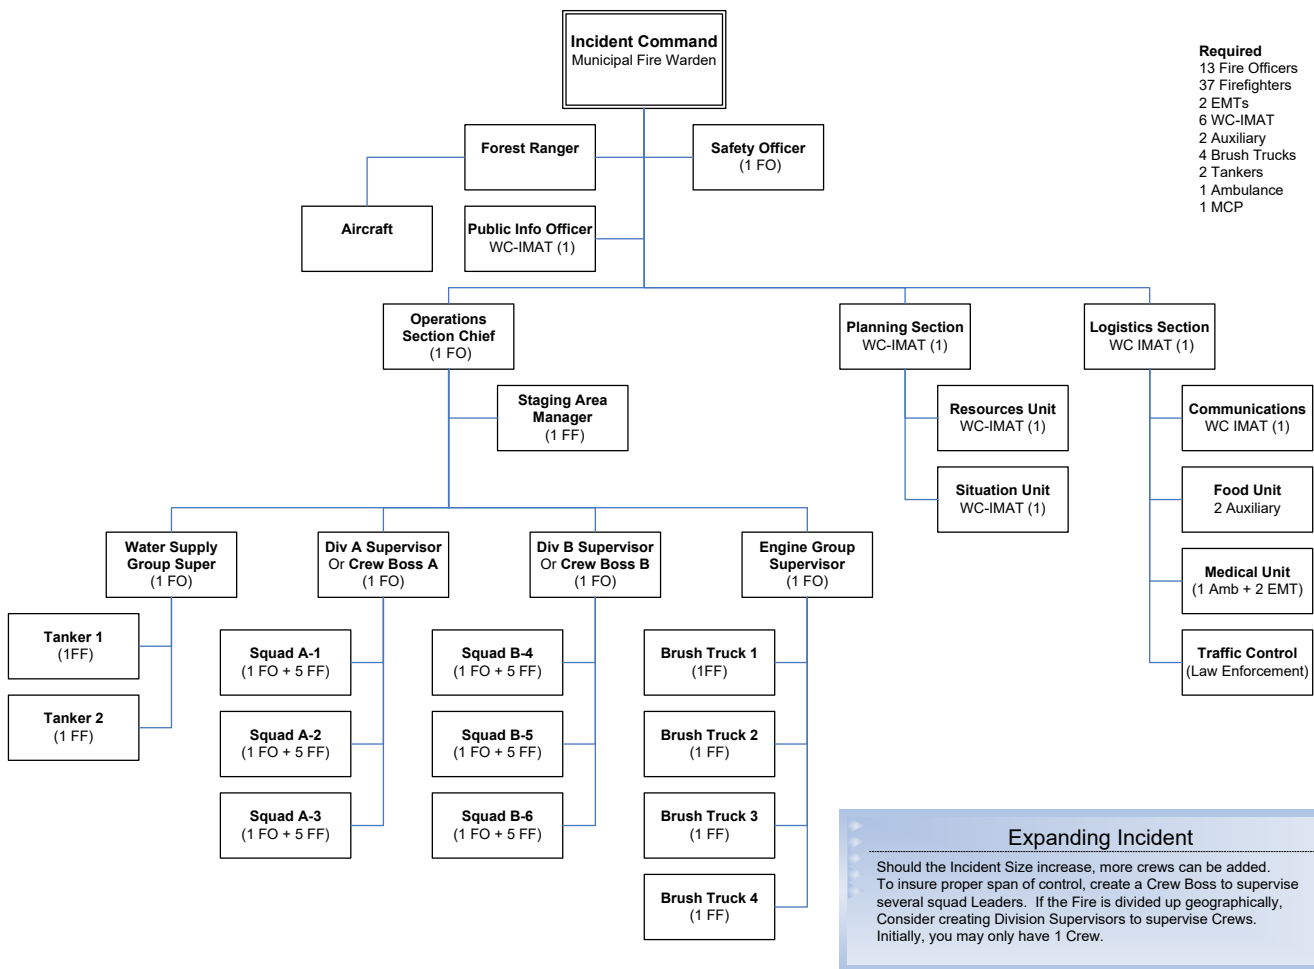 Incident Command
Municipal Fire Warden
Required
13 Fire Officers
37 Firefighters
2 EMTs
6 WC-IMAT
2 Auxiliary
4 Brush Trucks
2 Tankers
1 Ambulance
1 MCP
Forest Ranger
Safety Officer
(1 FO)
Aircraft
Public Info Officer
WC-IMAT (1)
Operations
Section Chief
(1 FO)
Planning Section
WC-IMAT (1)
Logistics Section
WC IMAT (1)
Staging Area
Manager
(1 FF)
Resources Unit
WC-IMAT (1)
Communications
WC IMAT (1)
Situation Unit
WC-IMAT (1)
Food Unit
2 Auxiliary
Water Supply
Group Super
(1 FO)
Div A Supervisor
Or Crew Boss A
(1 FO)
Div B Supervisor
Or Crew Boss B
(1 FO)
Engine Group
Supervisor
(1 FO)
Medical Unit
(1 Amb + 2 EMT)
Tanker 1
(1FF)
Squad A-1
(1 FO + 5 FF)
Squad B-4
(1 FO + 5 FF)
Brush Truck 1
(1FF)
Traffic Control
(Law Enforcement)
Tanker 2
(1 FF)
Squad A-2
(1 FO + 5 FF)
Squad B-5
(1 FO + 5 FF)
Brush Truck 2
(1 FF)
Squad A-3
(1 FO + 5 FF)
Squad B-6
(1 FO + 5 FF)
Brush Truck 3
(1 FF)
Brush Truck 4
(1 FF)
Expanding Incident
Should the Incident Size increase, more crews can be added.
To insure proper span of control, create a Crew Boss to supervise
several squad Leaders.  If the Fire is divided up geographically,
Consider creating Division Supervisors to supervise Crews.
Initially, you may only have 1 Crew.